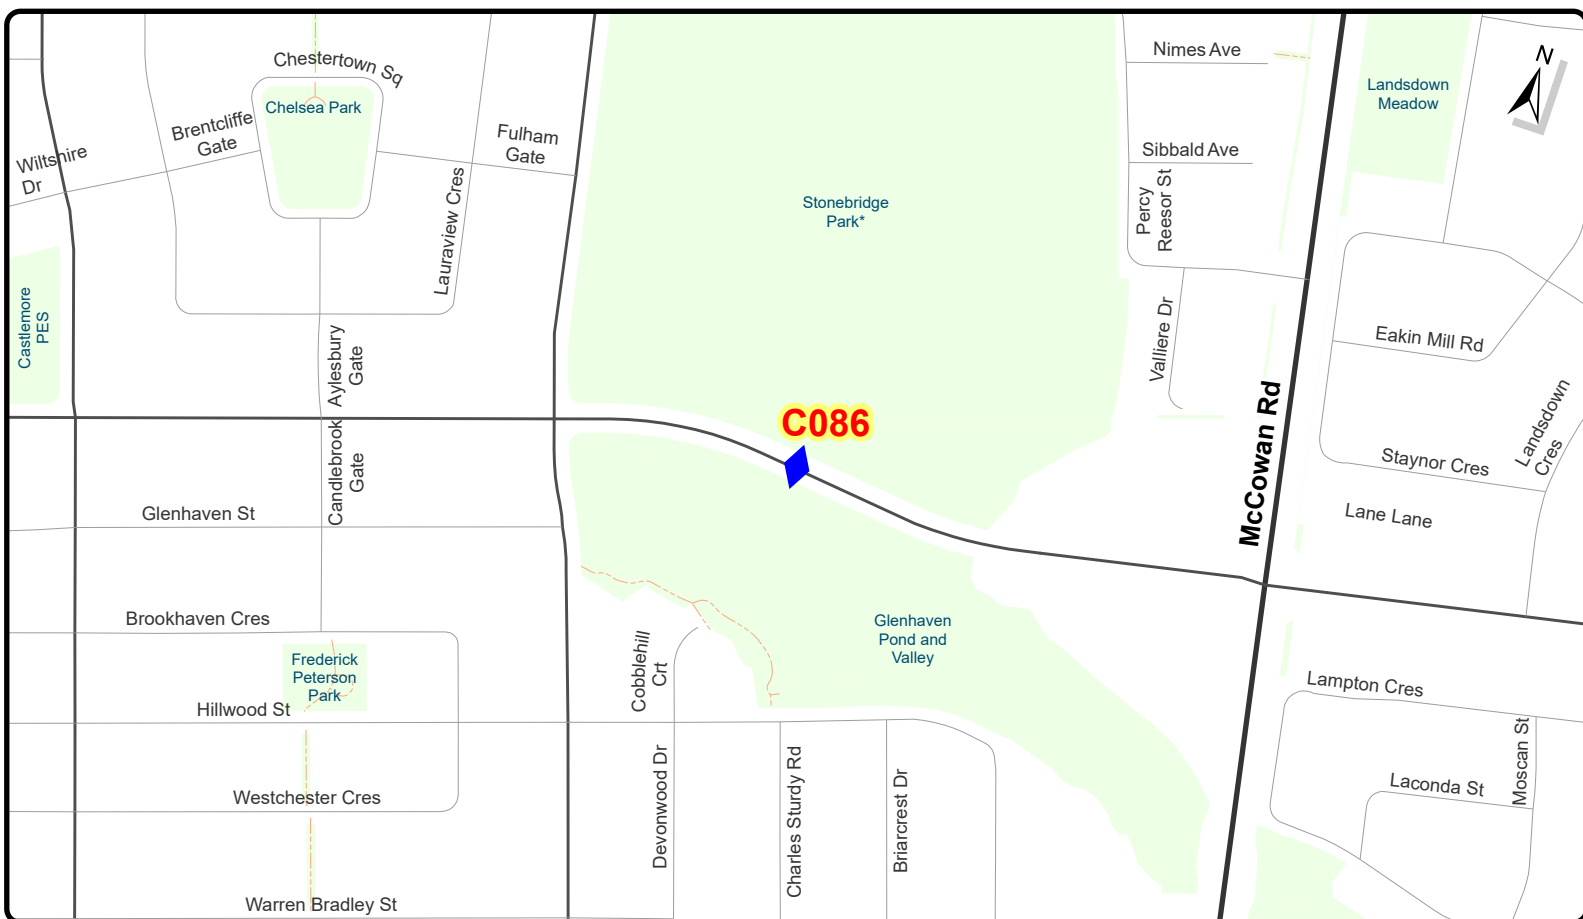 Chestertown Sq
Nimes Ave
N
Chelsea Park
Landsdown
Meadow
Brentcliffe
Gate
Fulham
Gate
Wiltshire
Dr
Sibbald Ave
Lauraview Cres
Stonebridge
Park*
Percy
Reesor St
Castlemore
PES
Aylesbury
Gate
Valliere Dr
Eakin Mill Rd
C086
McCowan Rd
Landsdown
Cres
Candlebrook
Gate
Staynor Cres
Glenhaven St
Lane Lane
Brookhaven Cres
Glenhaven
Pond and
Valley
Frederick
Peterson
Park
Cobblehill
Crt
Lampton Cres
Hillwood St
Moscan St
Devonwood Dr
Charles Sturdy Rd
Briarcrest Dr
Laconda St
Westchester Cres
Warren Bradley St